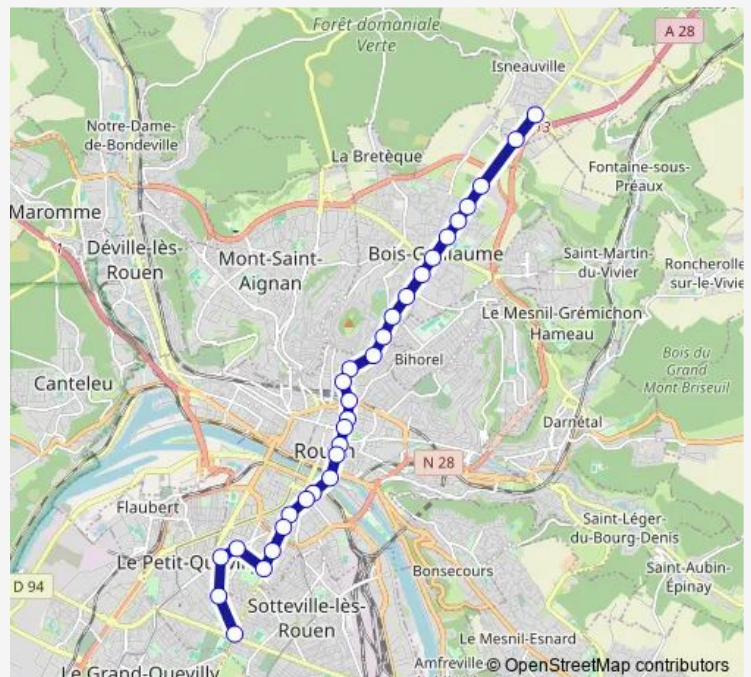 Forêt domaniale
Verte
A 28
Isneauville
Notre-Dame-
de-Bondeville
La Bretèque
Fontaine-sous-
Préaux
Maromme
Déville-lès-
Rouen
Mont-Saint-
Aignan
Saint-Martin-
du-Vivier
Roncherolle
sur-le-Vivie
Le Mesnil-Grémichon
Hameau
Bois du
Grand
Mont Briseuil
Bihorel
Canteleu
Darnétal
N 28
Flaubert
Saint-Léger-
du-Bourg-Denis
Bonsecours
Saint-Aubin-
Épinay
D 94
Sotteville-lès-
Rouen
Le Mesnil-Esnard
Le Grand-Quevilly
Amfreville
© OpenStreetMap contributors